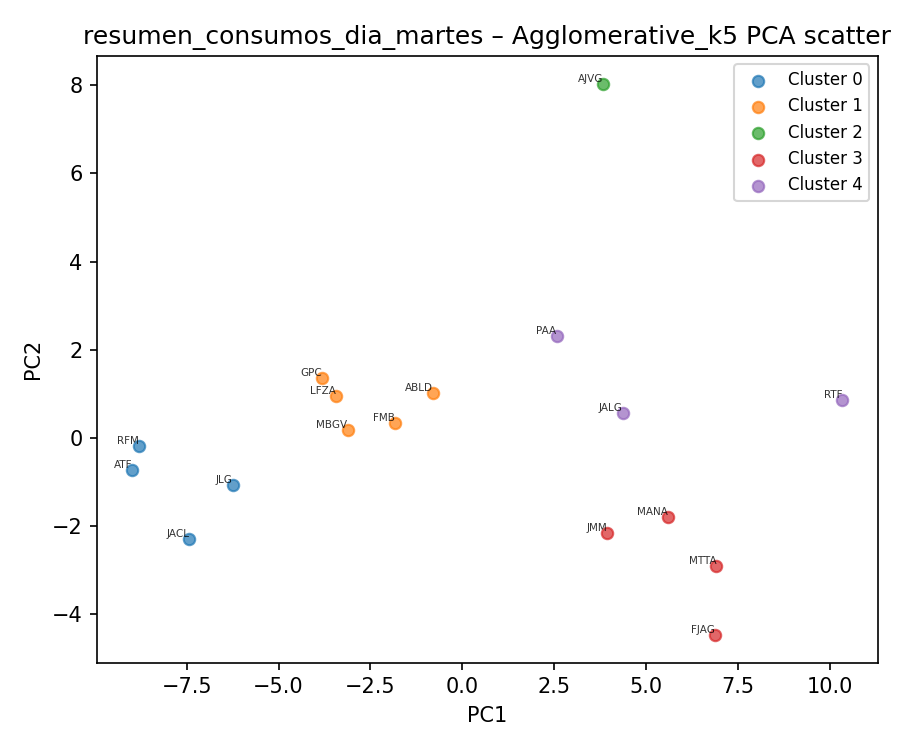 resumen_consumos_dia_martes – Agglomerative_k5 PCA scatter
Cluster 0
Cluster 1
Cluster 2
Cluster 3
Cluster 4
8
6
4
2
0
−2
−4
PC2
AJVG
PAA
GPC
LFZA
ABLD
RTF
JALG
FMB
MBGV
RFM
ATF
JLG
JACL
MANA
JMM
MTTA
FJAG
−7.5 −5.0 −2.5 0.0 2.5 5.0 7.5 10.0
PC1